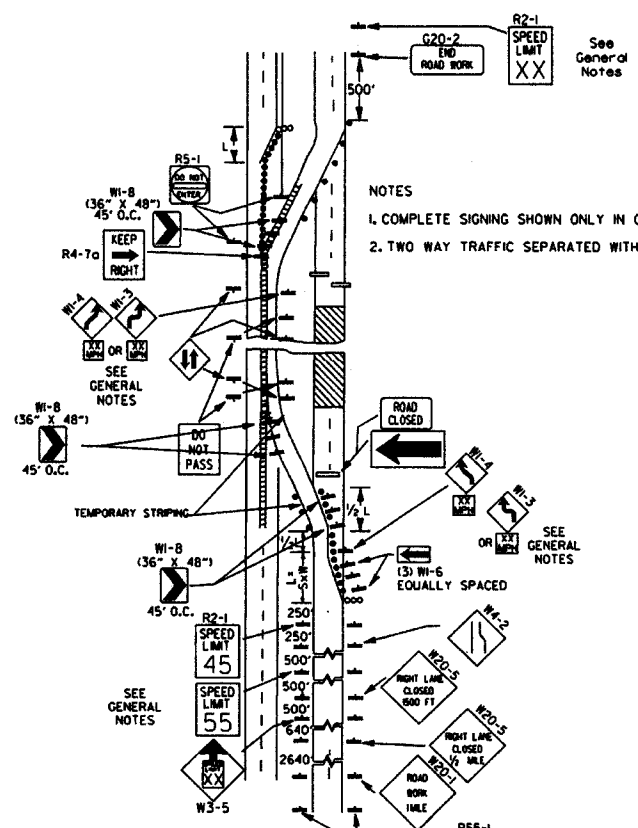 R2-1
SPEED
LIMIT
XX
See
General
Notes
G20-2
END
ROAD WORK
500'
L
R5-1
DO NOT
ENTER
W1-8
(36" X 48")
45' O.C.
KEEP
RIGHT
R4-7a
NOTES
1. COMPLETE SIGNING SHOWN ONLY IN
2. TWO WAY TRAFFIC SEPARATED WITH
W1-4
W1-3
XX
MPH
OR
XX
MPH
SEE
GENERAL
NOTES
W1-8
(36" X 48")
45' O.C.
DO
NOT
PASS
ROAD
CLOSED
W1-4
XX
MPH
W1-3
OR
XX
MPH
SEE
GENERAL
NOTES
TEMPORARY STRIPING
½ L
½ L
L=
SxW
W1-8
(36" X 48")
45' O.C.
(3) W1-6
EQUALLY SPACED
R2-1
SPEED
LIMIT
45
250'
250'
500'
500'
500'
640'
2640'
W4-2
SEE
GENERAL
NOTES
SPEED
LIMIT
55
W20-5
RIGHT LANE
CLOSED
1500 FT
W20-5
RIGHT LANE
CLOSED
½ MILE
XX
W3-5
W20-1
ROAD
WORK
1 MILE